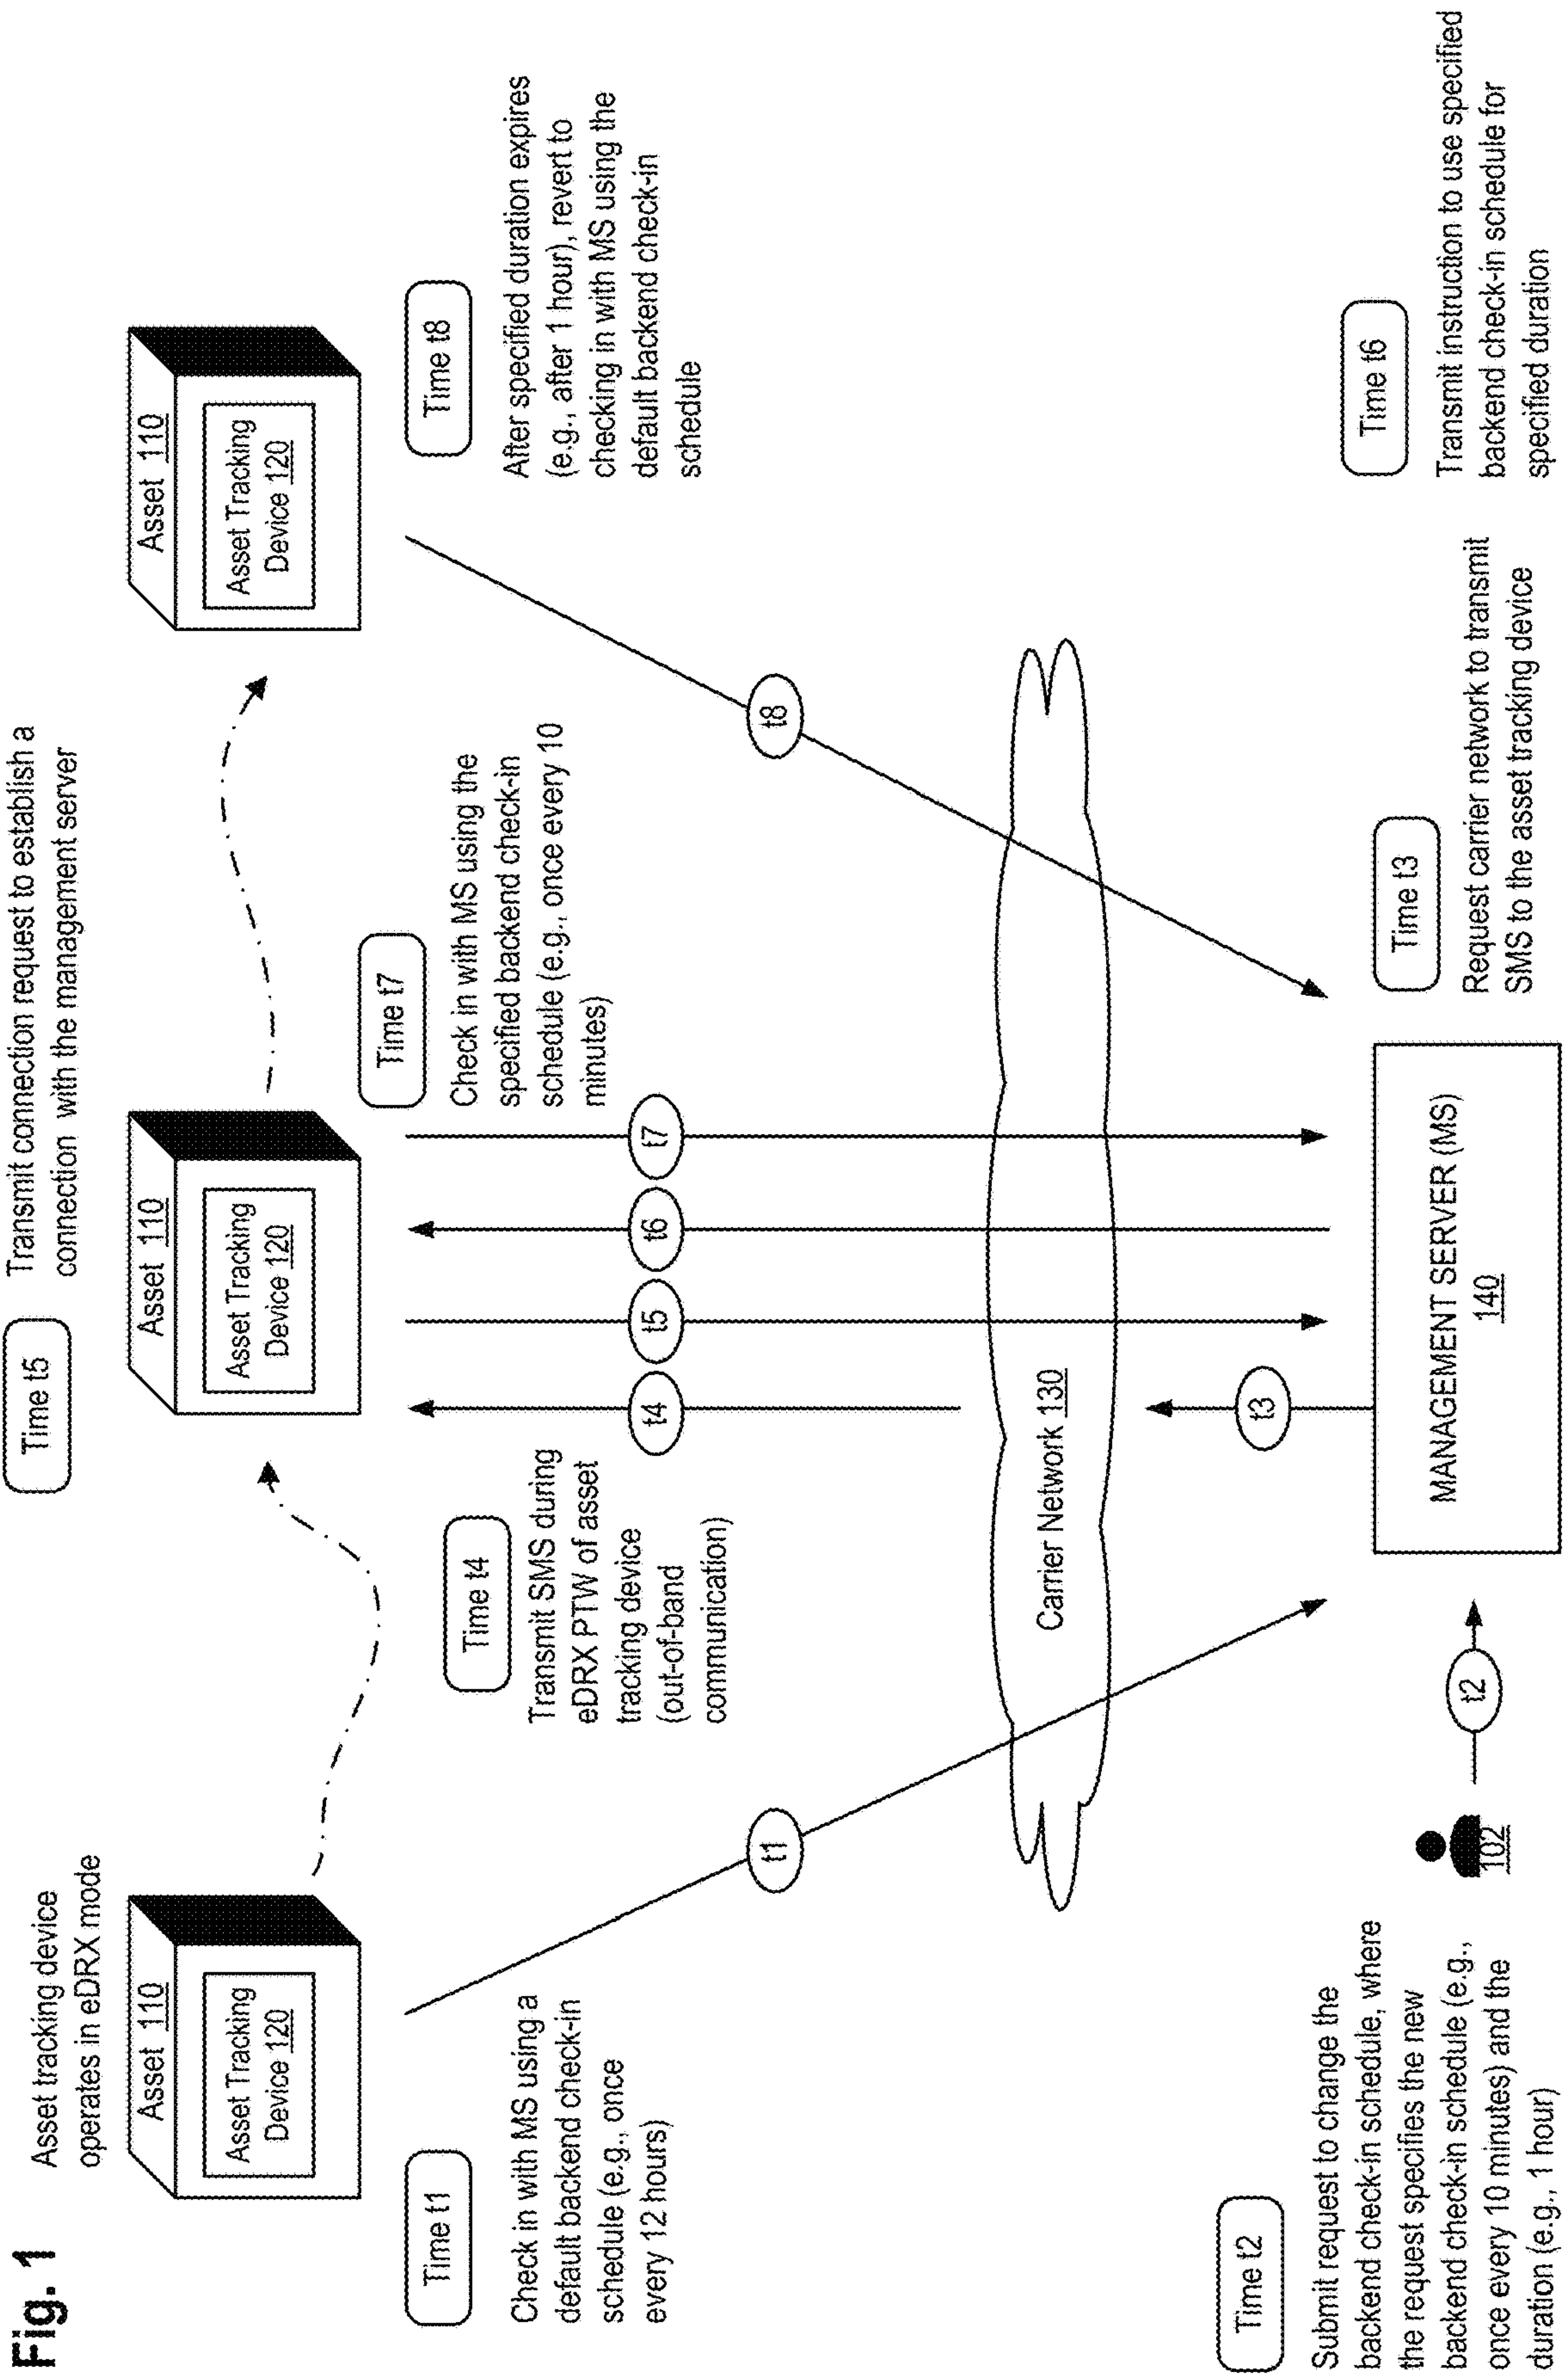 Fig. 1
Asset tracking device
operates in eDRX mode
Asset 110
Asset Tracking
Device 120
Time t1
Check in with MS using a
default backend check-in
schedule (e.g., once
every 12 hours)
t1
Time t2
Submit request to change the
backend check-in schedule, where
the request specifies the new
backend check-in schedule (e.g.,
once every 10 minutes) and the
duration (e.g., 1 hour)
102
t2
Time t5
Transmit connection request to establish a
connection with the management server
Asset 110
Asset Tracking
Device 120
Time t4
Transmit SMS during
eDRX PTW of asset
tracking device
(out-of-band
communication)
t4
t5
t6
t7
Time t7
Check in with MS using the
specified backend check-in
schedule (e.g., once every 10
minutes)
Carrier Network 130
t3
MANAGEMENT SERVER (MS)
140
Time t3
Request carrier network to transmit
SMS to the asset tracking device
Asset 110
Asset Tracking
Device 120
Time t8
After specified duration expires
(e.g., after 1 hour), revert to
checking in with MS using the
default backend check-in
schedule
t8
Time t6
Transmit instruction to use specified
backend check-in schedule for
specified duration